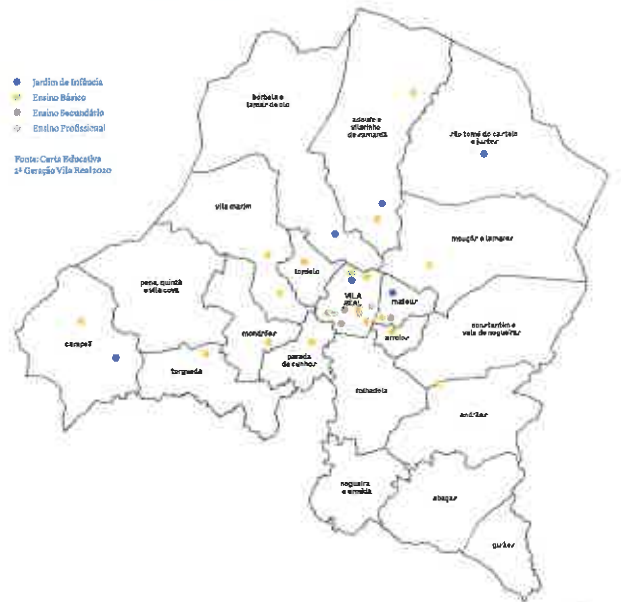 Jardim de Infância
Ensino Básico
Ensino Secundário
Ensino Profissional
Fonte: Carta Educativa
2ª Geração Vila Real 2020
borbela e
lamas de olo
adoufe e
vilarinho
de samardã
são tomé do castelo
e justes
vila marim
mouçós e lamares
lordelo
pena, quintã
e vila cova
VILA
REAL
mateus
mondrões
constantim e
vale de nogueiras
campeã
arroios
parada
de cunhos
torgueda
folhadela
andrães
nogueira
e ermida
abaças
guiães